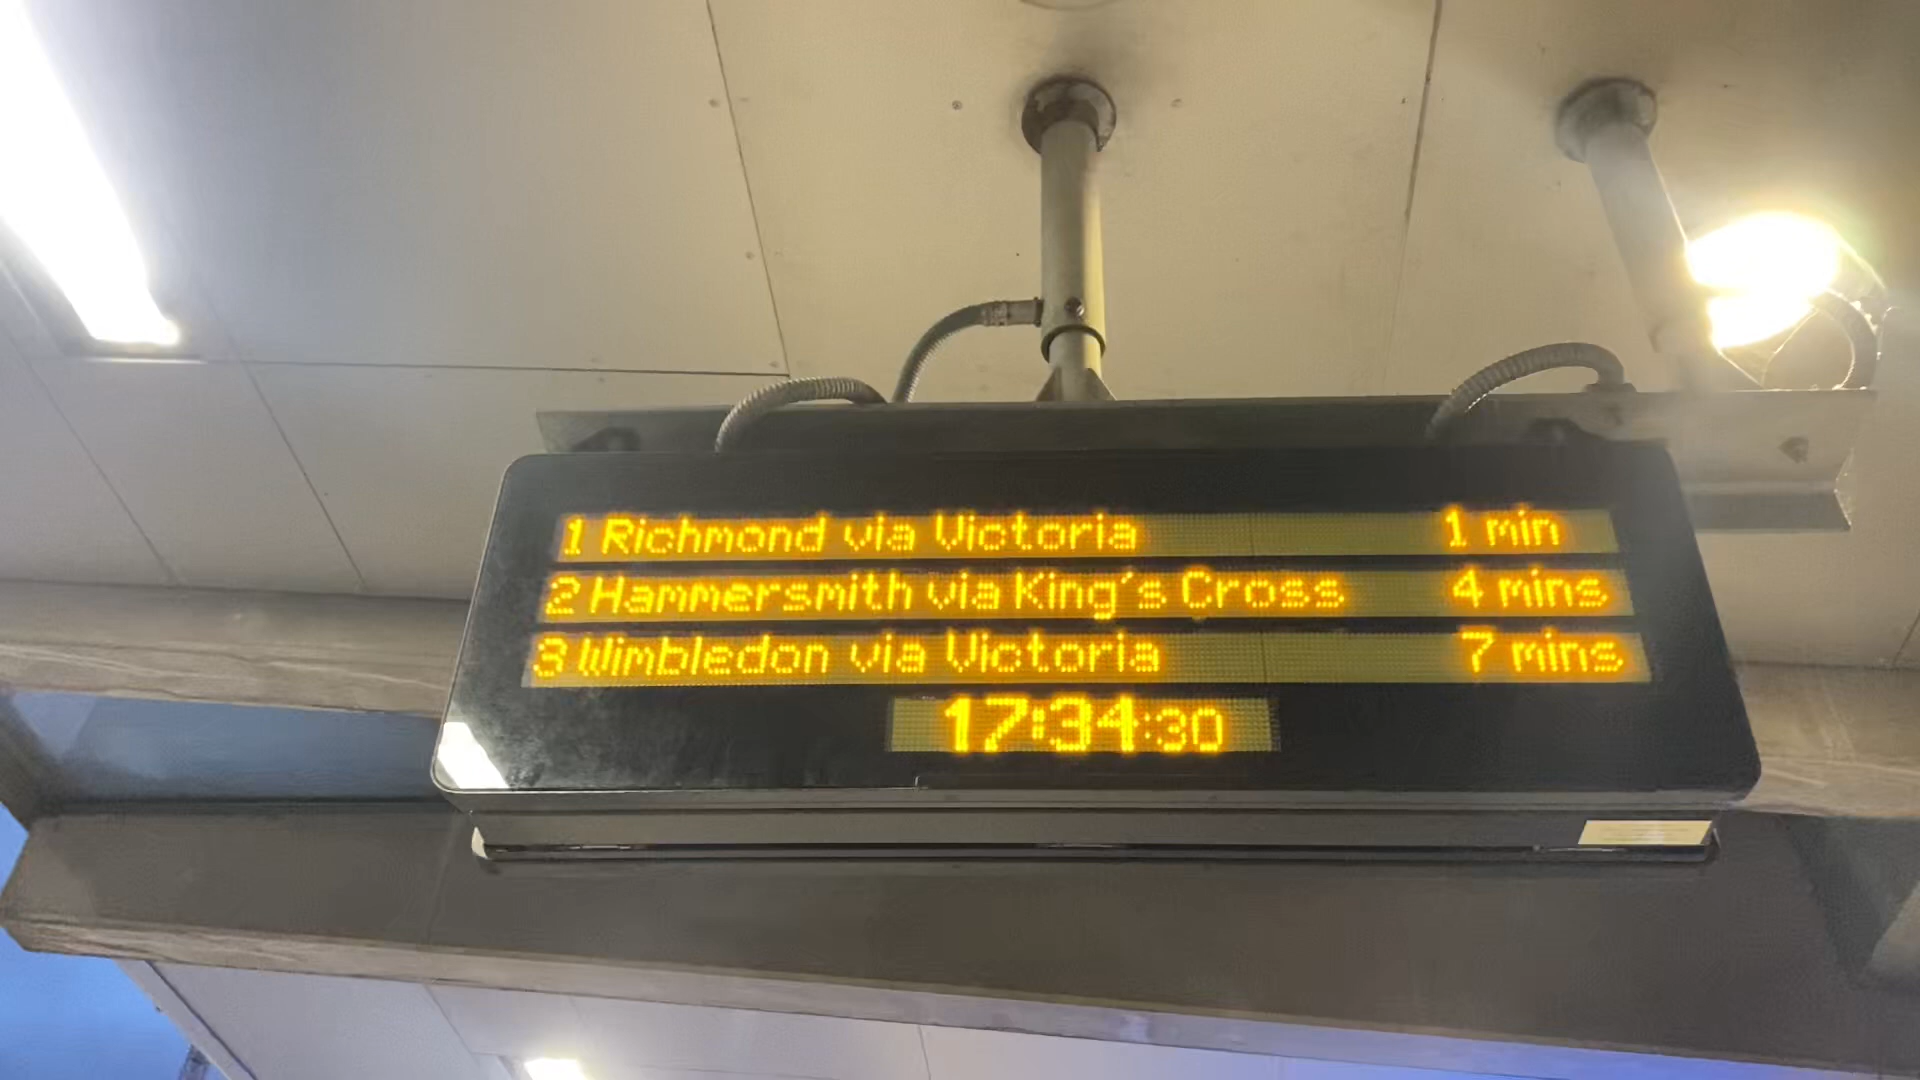 1 Richmond via Victoria 1 min
2 Hammersmith via King's Cross 4 mins
3 Wimbledon via Victoria 7 mins
17:34:30